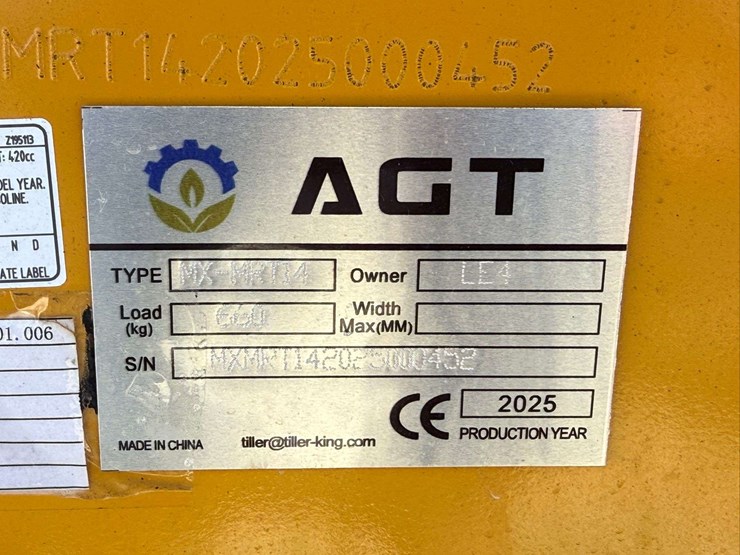 MRT142025000452
Z195113
T: 420cc
DEL YEAR.
OLINE.
N D
ATE LABEL
01.006
AGT
TYPE MX-MRT14 Owner LE4
Load (kg) 660 Width Max(MM)
S/N MXMRT142025000452
CE 2025
MADE IN CHINA tiller@tiller-king.com PRODUCTION YEAR